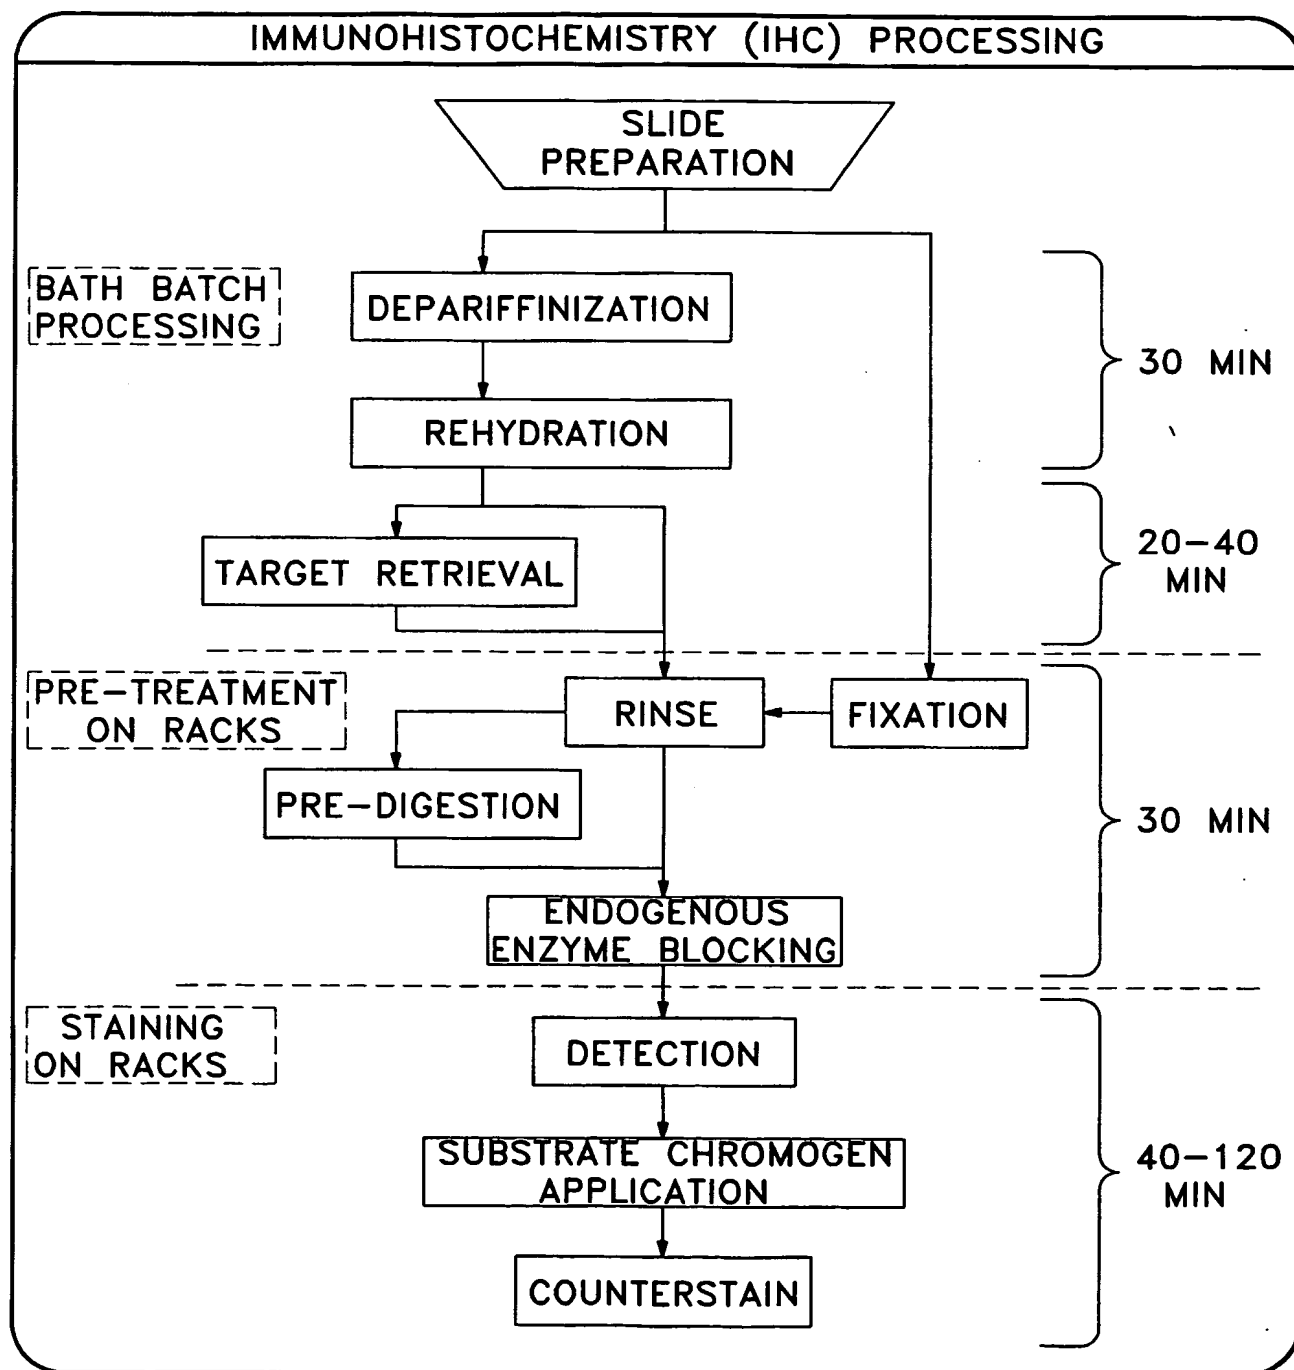 IMMUNOHISTOCHEMISTRY (IHC) PROCESSING
SLIDE
PREPARATION
BATH BATCH
PROCESSING
DEPARIFFINIZATION
30 MIN
REHYDRATION
TARGET RETRIEVAL
20-40
MIN
PRE-TREATMENT
ON RACKS
RINSE
FIXATION
PRE-DIGESTION
30 MIN
ENDOGENOUS
ENZYME BLOCKING
STAINING
ON RACKS
DETECTION
SUBSTRATE CHROMOGEN
APPLICATION
40-120
MIN
COUNTERSTAIN